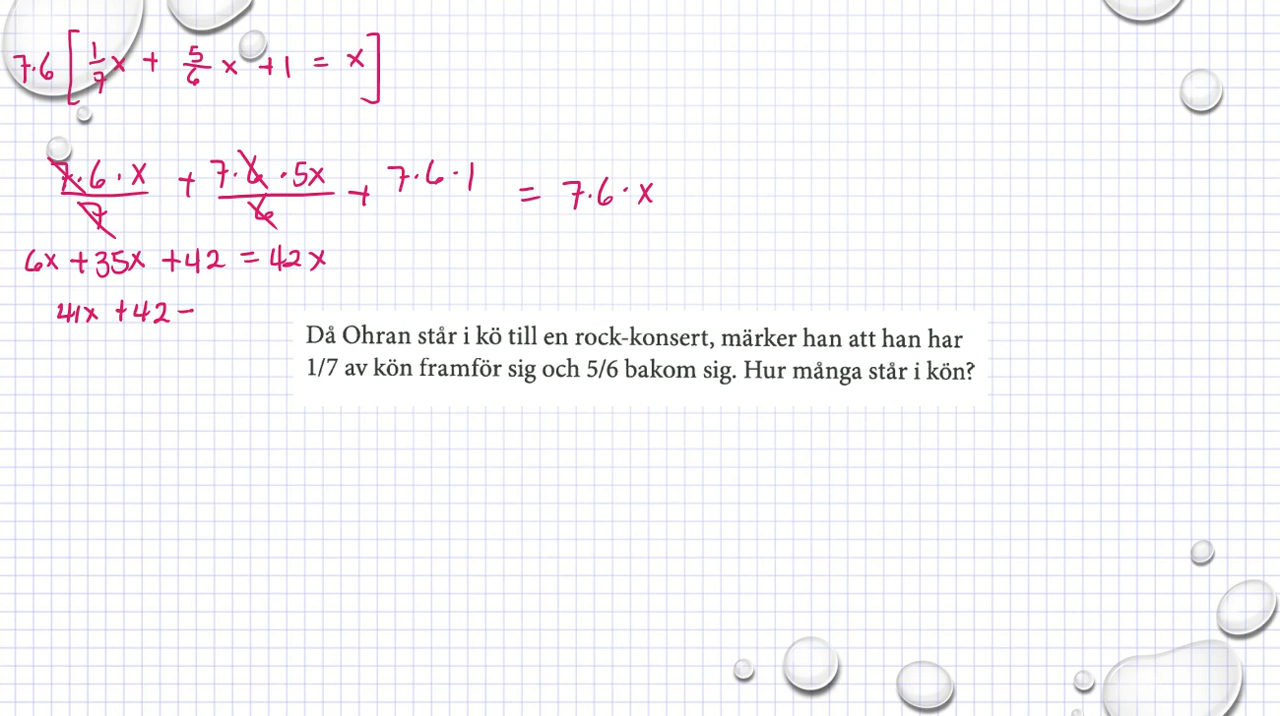 7·6 [ 1/7 x + 5/6 x + 1 = x ]
7·6·x/7 + 7·6·5x/6 + 7·6·1 = 7·6·x
6x + 35x + 42 = 42x
41x + 42 -
Då Ohran står i kö till en rock-konsert, märker han att han har
1/7 av kön framför sig och 5/6 bakom sig. Hur många står i kön?